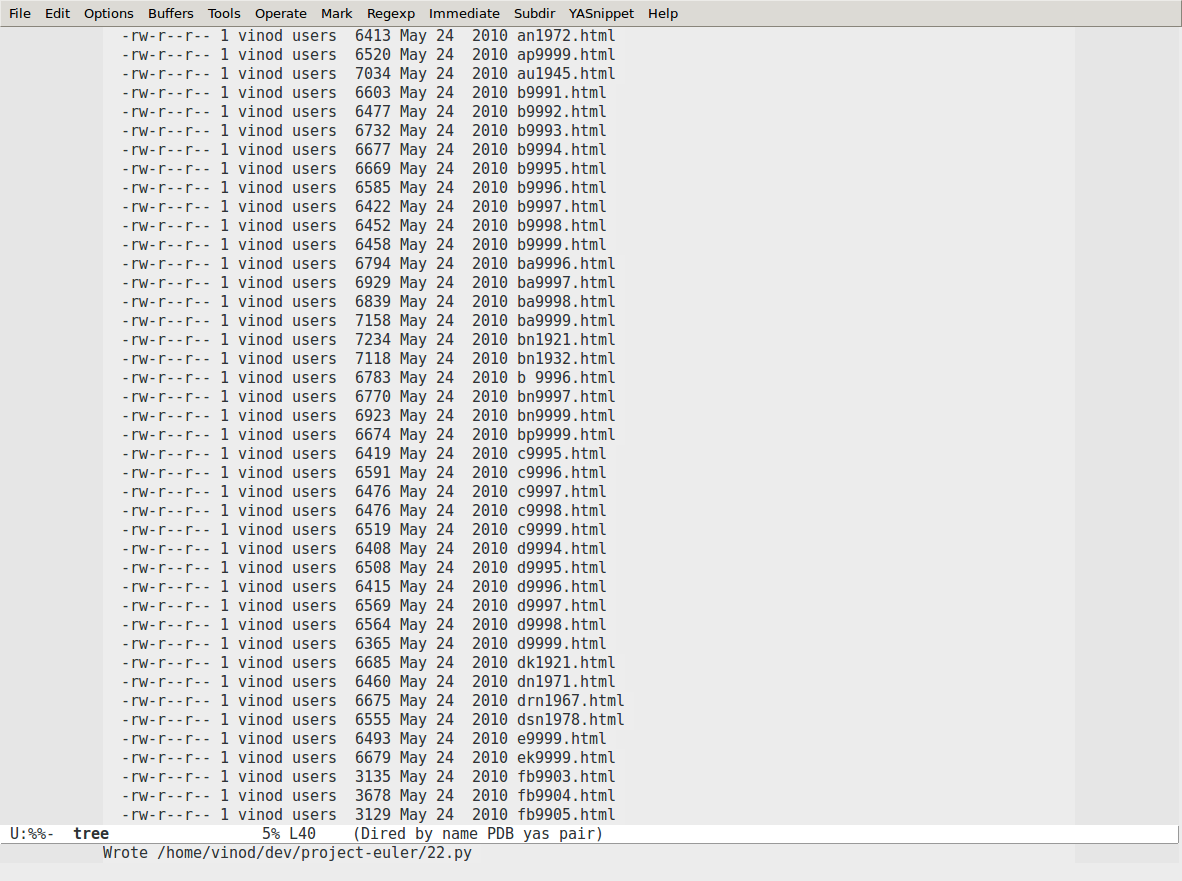 File Edit Options Buffers Tools Operate Mark Regexp Immediate Subdir YASnippet Help
-rw-r--r-- 1 vinod users  6413 May 24  2010 an1972.html
-rw-r--r-- 1 vinod users  6520 May 24  2010 ap9999.html
-rw-r--r-- 1 vinod users  7034 May 24  2010 au1945.html
-rw-r--r-- 1 vinod users  6603 May 24  2010 b9991.html
-rw-r--r-- 1 vinod users  6477 May 24  2010 b9992.html
-rw-r--r-- 1 vinod users  6732 May 24  2010 b9993.html
-rw-r--r-- 1 vinod users  6677 May 24  2010 b9994.html
-rw-r--r-- 1 vinod users  6669 May 24  2010 b9995.html
-rw-r--r-- 1 vinod users  6585 May 24  2010 b9996.html
-rw-r--r-- 1 vinod users  6422 May 24  2010 b9997.html
-rw-r--r-- 1 vinod users  6452 May 24  2010 b9998.html
-rw-r--r-- 1 vinod users  6458 May 24  2010 b9999.html
-rw-r--r-- 1 vinod users  6794 May 24  2010 ba9996.html
-rw-r--r-- 1 vinod users  6929 May 24  2010 ba9997.html
-rw-r--r-- 1 vinod users  6839 May 24  2010 ba9998.html
-rw-r--r-- 1 vinod users  7158 May 24  2010 ba9999.html
-rw-r--r-- 1 vinod users  7234 May 24  2010 bn1921.html
-rw-r--r-- 1 vinod users  7118 May 24  2010 bn1932.html
-rw-r--r-- 1 vinod users  6783 May 24  2010 b 9996.html
-rw-r--r-- 1 vinod users  6770 May 24  2010 bn9997.html
-rw-r--r-- 1 vinod users  6923 May 24  2010 bn9999.html
-rw-r--r-- 1 vinod users  6674 May 24  2010 bp9999.html
-rw-r--r-- 1 vinod users  6419 May 24  2010 c9995.html
-rw-r--r-- 1 vinod users  6591 May 24  2010 c9996.html
-rw-r--r-- 1 vinod users  6476 May 24  2010 c9997.html
-rw-r--r-- 1 vinod users  6476 May 24  2010 c9998.html
-rw-r--r-- 1 vinod users  6519 May 24  2010 c9999.html
-rw-r--r-- 1 vinod users  6408 May 24  2010 d9994.html
-rw-r--r-- 1 vinod users  6508 May 24  2010 d9995.html
-rw-r--r-- 1 vinod users  6415 May 24  2010 d9996.html
-rw-r--r-- 1 vinod users  6569 May 24  2010 d9997.html
-rw-r--r-- 1 vinod users  6564 May 24  2010 d9998.html
-rw-r--r-- 1 vinod users  6365 May 24  2010 d9999.html
-rw-r--r-- 1 vinod users  6685 May 24  2010 dk1921.html
-rw-r--r-- 1 vinod users  6460 May 24  2010 dn1971.html
-rw-r--r-- 1 vinod users  6675 May 24  2010 drn1967.html
-rw-r--r-- 1 vinod users  6555 May 24  2010 dsn1978.html
-rw-r--r-- 1 vinod users  6493 May 24  2010 e9999.html
-rw-r--r-- 1 vinod users  6679 May 24  2010 ek9999.html
-rw-r--r-- 1 vinod users  3135 May 24  2010 fb9903.html
-rw-r--r-- 1 vinod users  3678 May 24  2010 fb9904.html
-rw-r--r-- 1 vinod users  3129 May 24  2010 fb9905.html
U:%%-  tree                 5% L40    (Dired by name PDB yas pair)
Wrote /home/vinod/dev/project-euler/22.py